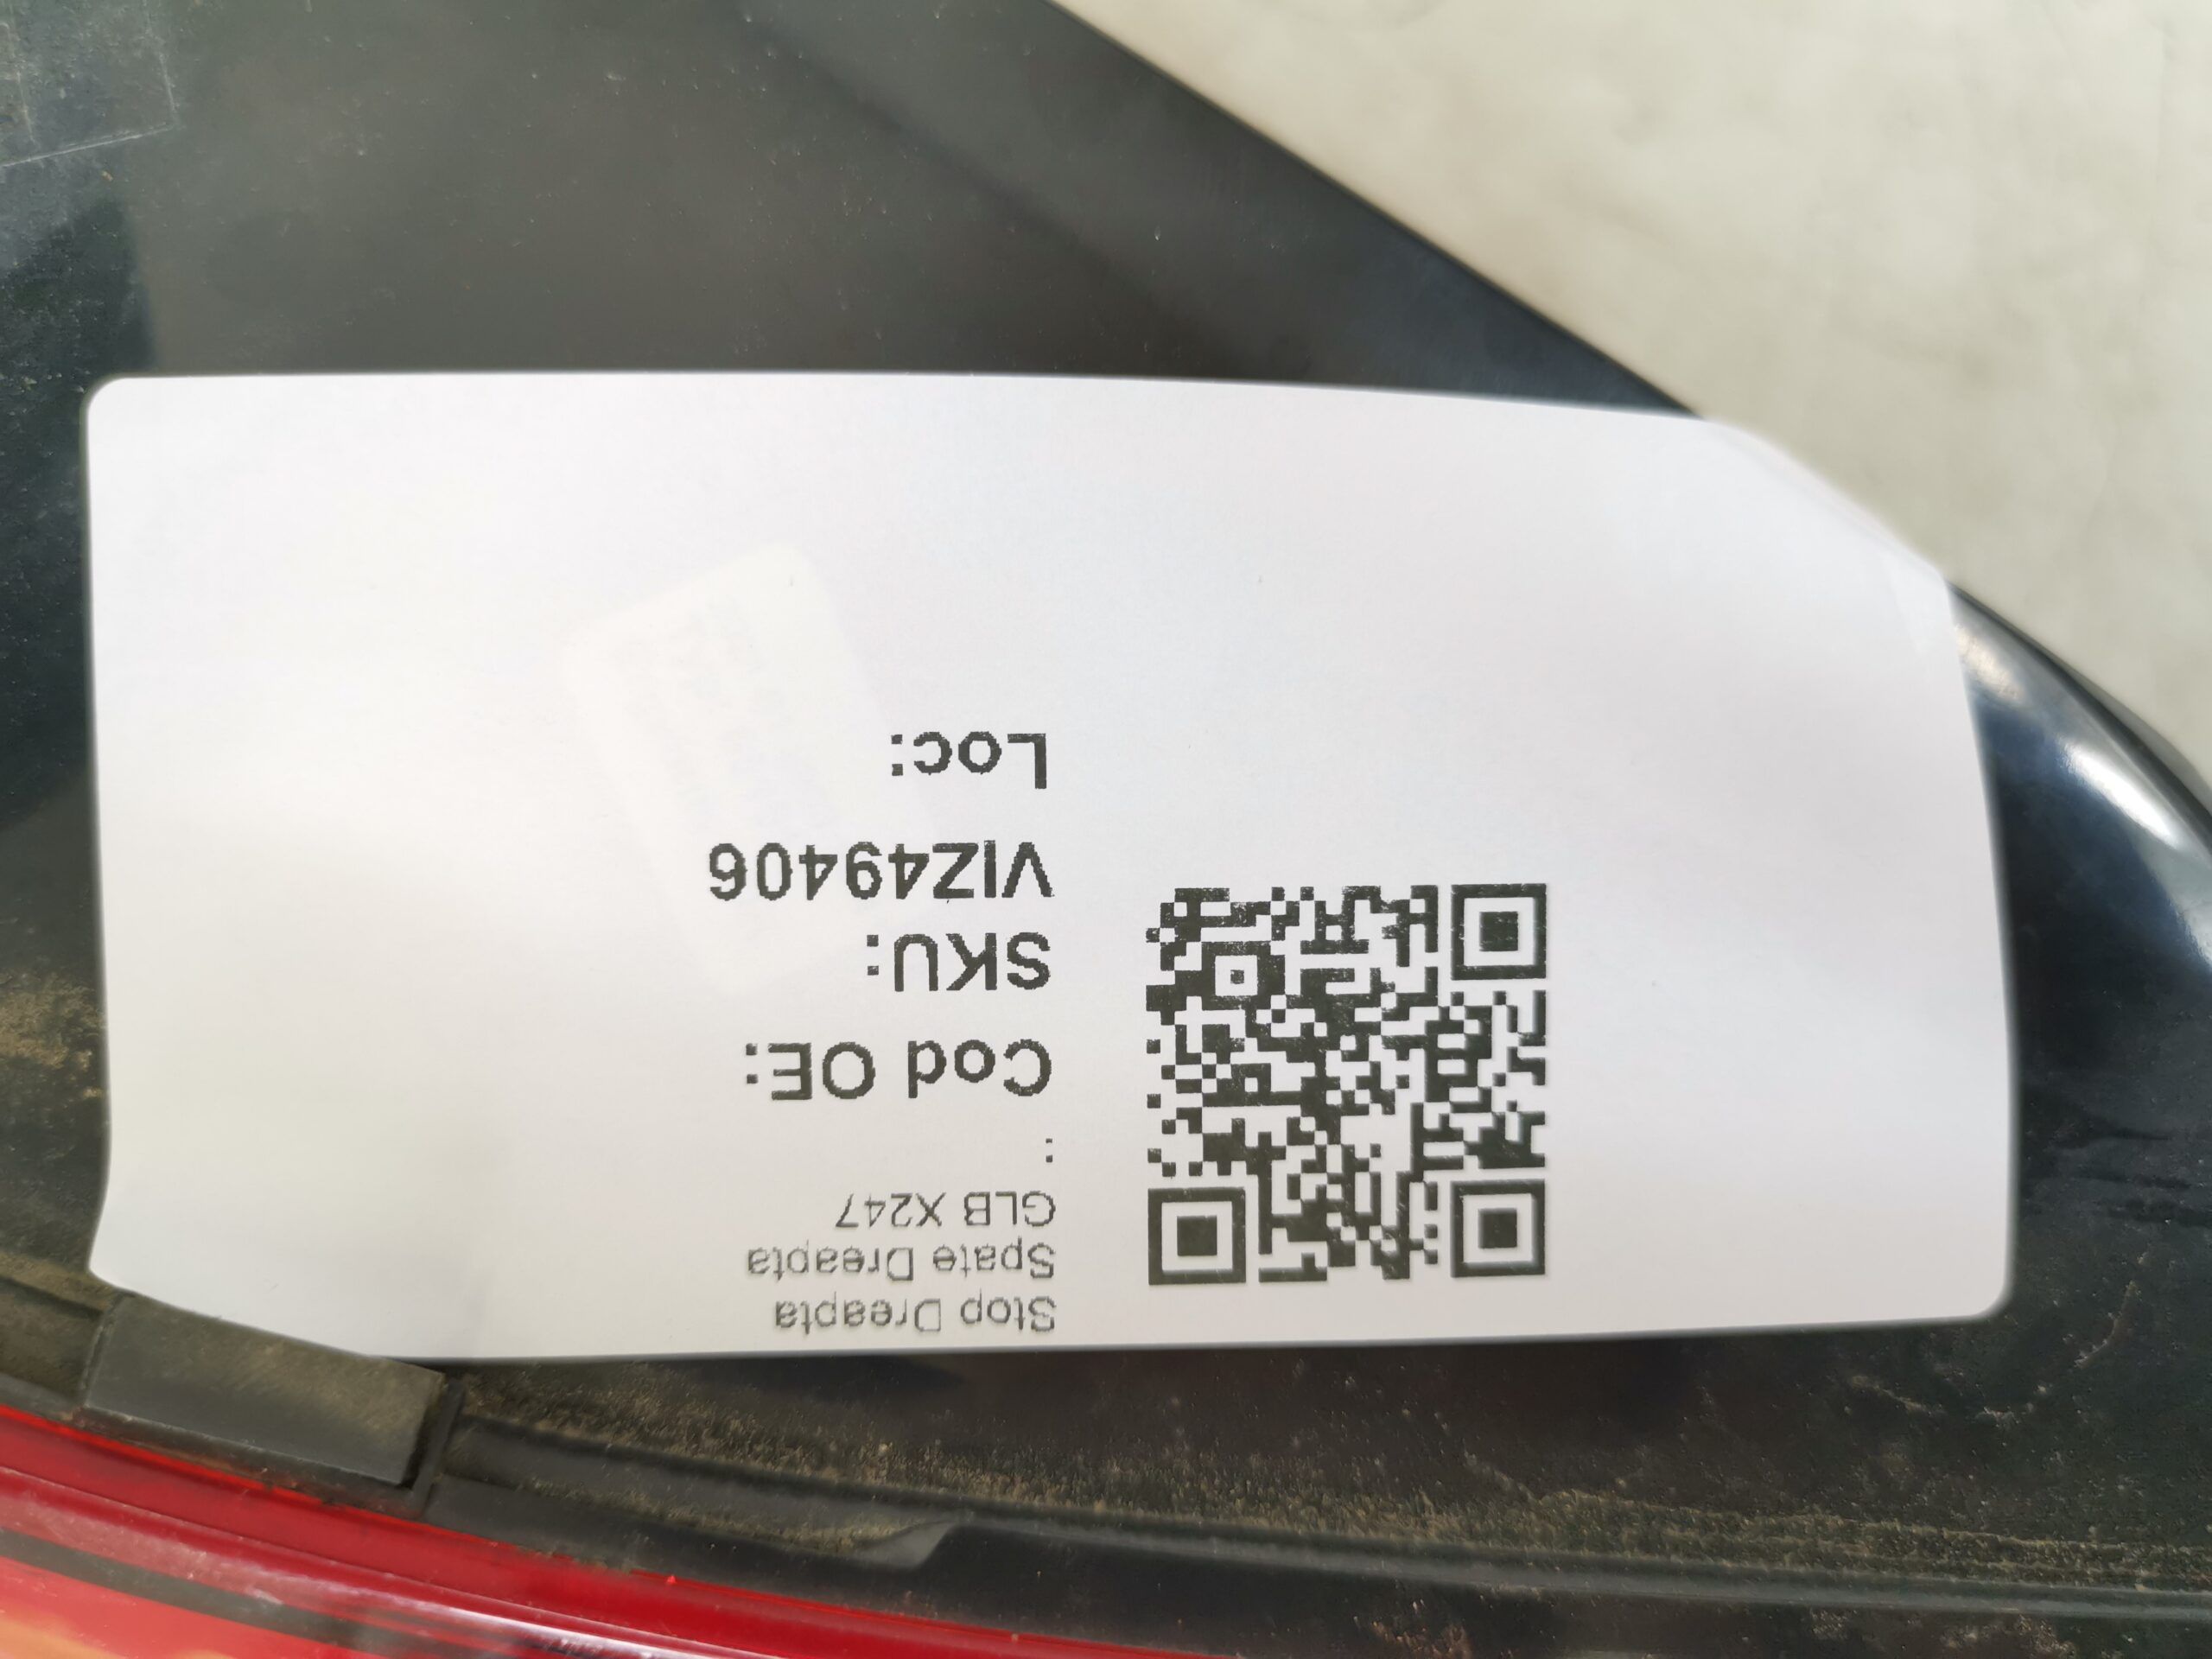 Stop Dreapta
Spate Dreapta
GLB X247
:
Cod OE:
SKU:
VIZ49406
Loc: